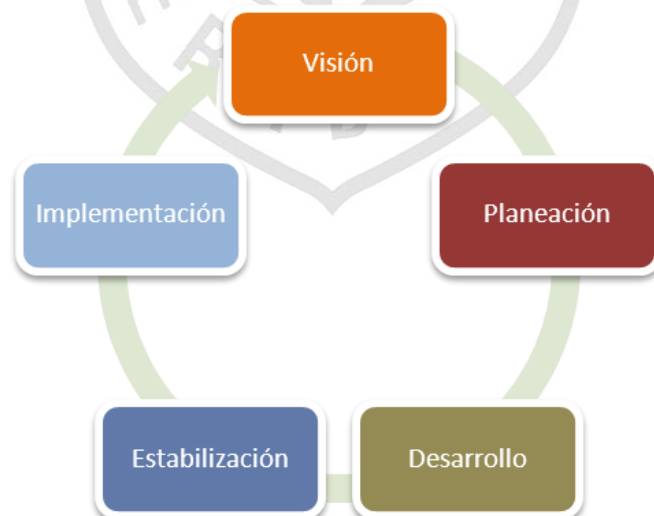 Visión
Planeación
Desarrollo
Estabilización
Implementación